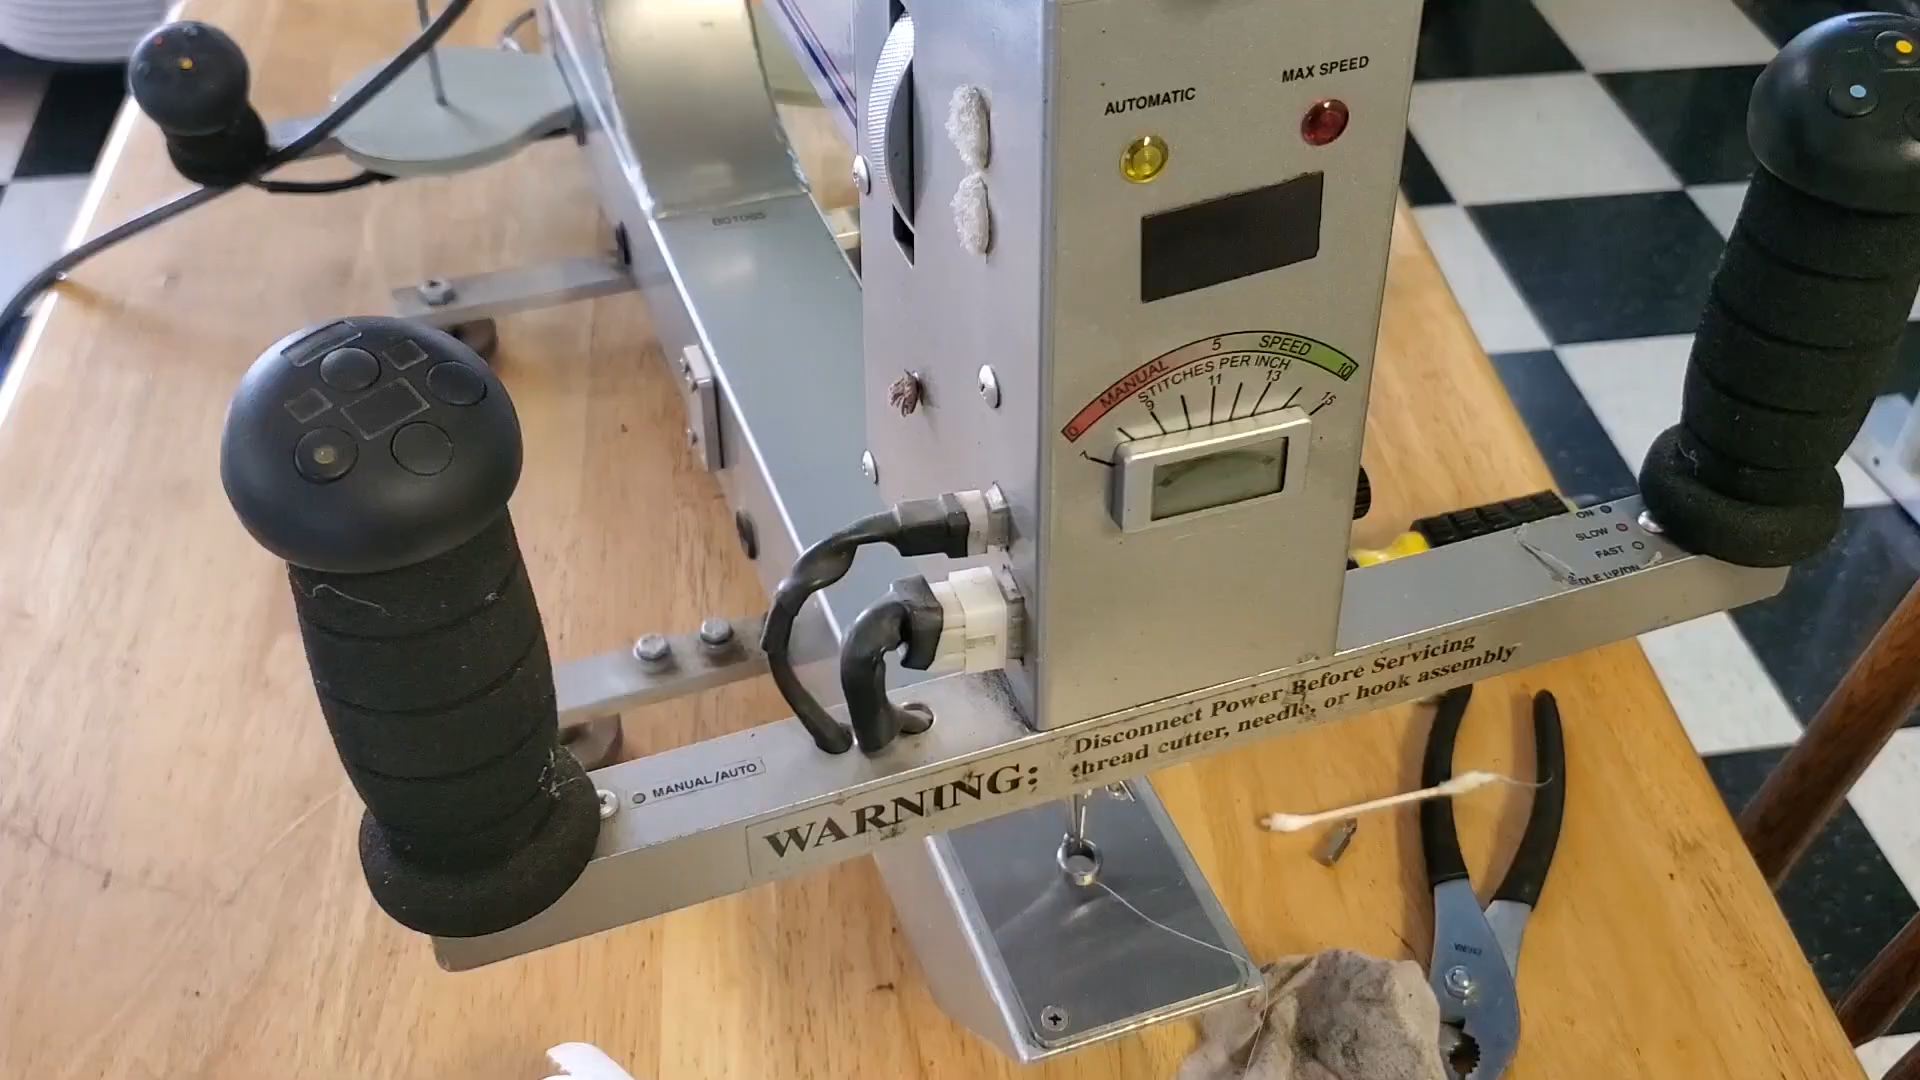 AUTOMATIC
MAX SPEED
MANUAL 5 SPEED
0 10
STITCHES PER INCH
7 9 11 13 15
ON
SLOW
FAST
MANUAL/AUTO
WARNING:
Disconnect Power Before Servicing
thread cutter, needle, or hook assembly